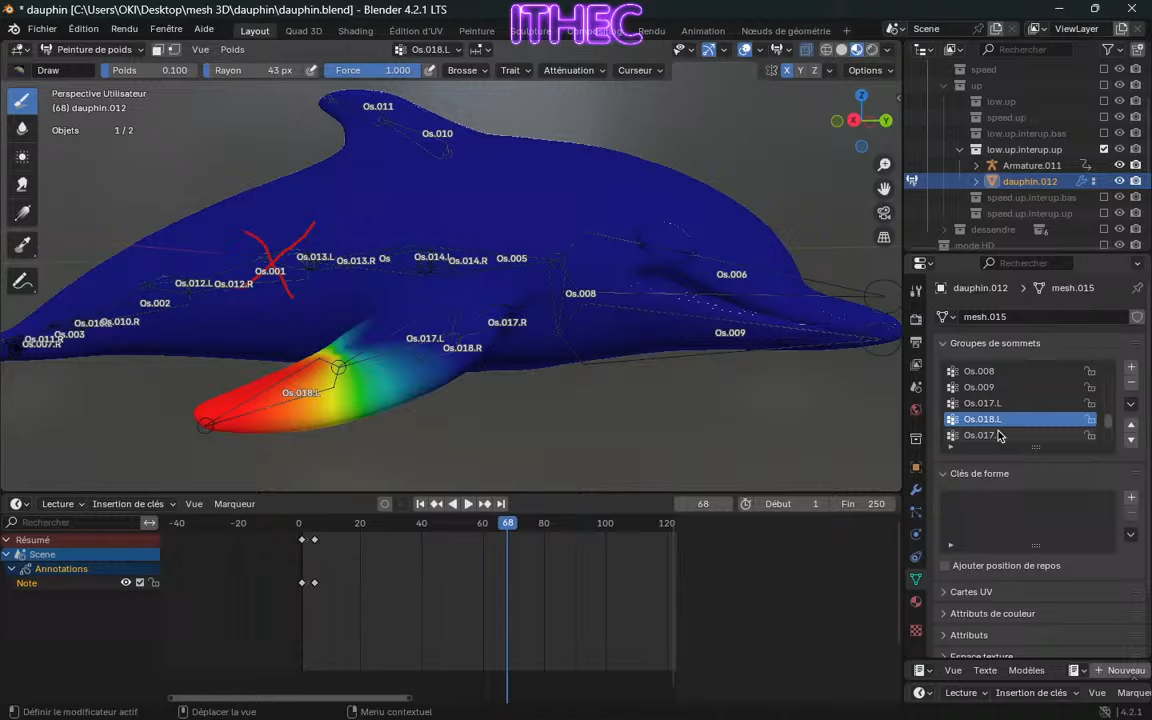 * dauphin [C:\Users\OKI\Desktop\mesh 3D\dauphin\dauphin.blend] - Blender 4.2.1 LTS
ITHEC
Fichier Édition Rendu Fenêtre Aide Layout Quad 3D Shading Édition d'UV Peinture Rendu Animation Nœuds de géométrie Scene ViewLayer
Peinture de poids Vue Poids Os.018.L Rechercher
Draw Poids 0.100 Rayon 43 px Force 1.000 Brosse Trait Atténuation Curseur X Y Z Options
Perspective Utilisateur
(68) dauphin.012
Objets 1 / 2
Z
X
Y
Os.011
Os.010
Os.013.L
Os.013.R
Os
Os.014.L
Os.014.R
Os.005
Os.001
Os.006
Os.012.L
Os.012.R
Os.008
Os.002
Os.010.R
Os.017.R
Os.003
Os.017.L
Os.009
Os.007.R
Os.018.R
Os.018.L
speed
up
low.up
speed.up
low.up.interup.bas
low.up.interup.up
Armature.011
dauphin.012
speed.up.interup.bas
speed.up.interup.up
dessendre 6
mode HD
Rechercher
dauphin.012 > mesh.015
mesh.015
Groupes de sommets
Os.008
Os.009
Os.017.L
Os.018.L
Os.017.
Clés de forme
Ajouter position de repos
Cartes UV
Attributs de couleur
Attributs
Espace texture
Vue Texte Modèles + Nouveau
Lecture Insertion de clés Vue Marque
Lecture Insertion de clés Vue Marqueur 68 Début 1 Fin 250
Rechercher -40 -20 0 20 40 60 68 80 100 120
Résumé
Scene
Annotations
Note
Définir le modificateur actif Déplacer la vue Menu contextuel 4.2.1